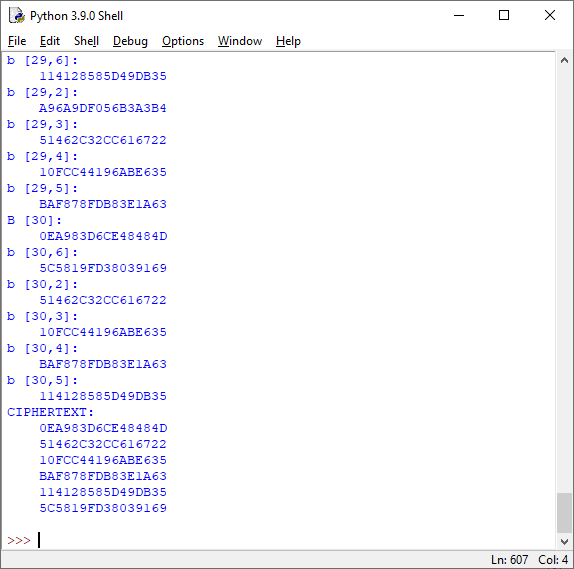 Python 3.9.0 Shell
File Edit Shell Debug Options Window Help
b [29,6]:
114128585D49DB35
b [29,2]:
A96A9DF056B3A3B4
b [29,3]:
51462C32CC616722
b [29,4]:
10FCC44196ABE635
b [29,5]:
BAF878FDB83E1A63
B [30]:
0EA983D6CE48484D
b [30,6]:
5C5819FD38039169
b [30,2]:
51462C32CC616722
b [30,3]:
10FCC44196ABE635
b [30,4]:
BAF878FDB83E1A63
b [30,5]:
114128585D49DB35
CIPHERTEXT:
0EA983D6CE48484D
51462C32CC616722
10FCC44196ABE635
BAF878FDB83E1A63
114128585D49DB35
5C5819FD38039169
>>>
Ln: 607 Col: 4